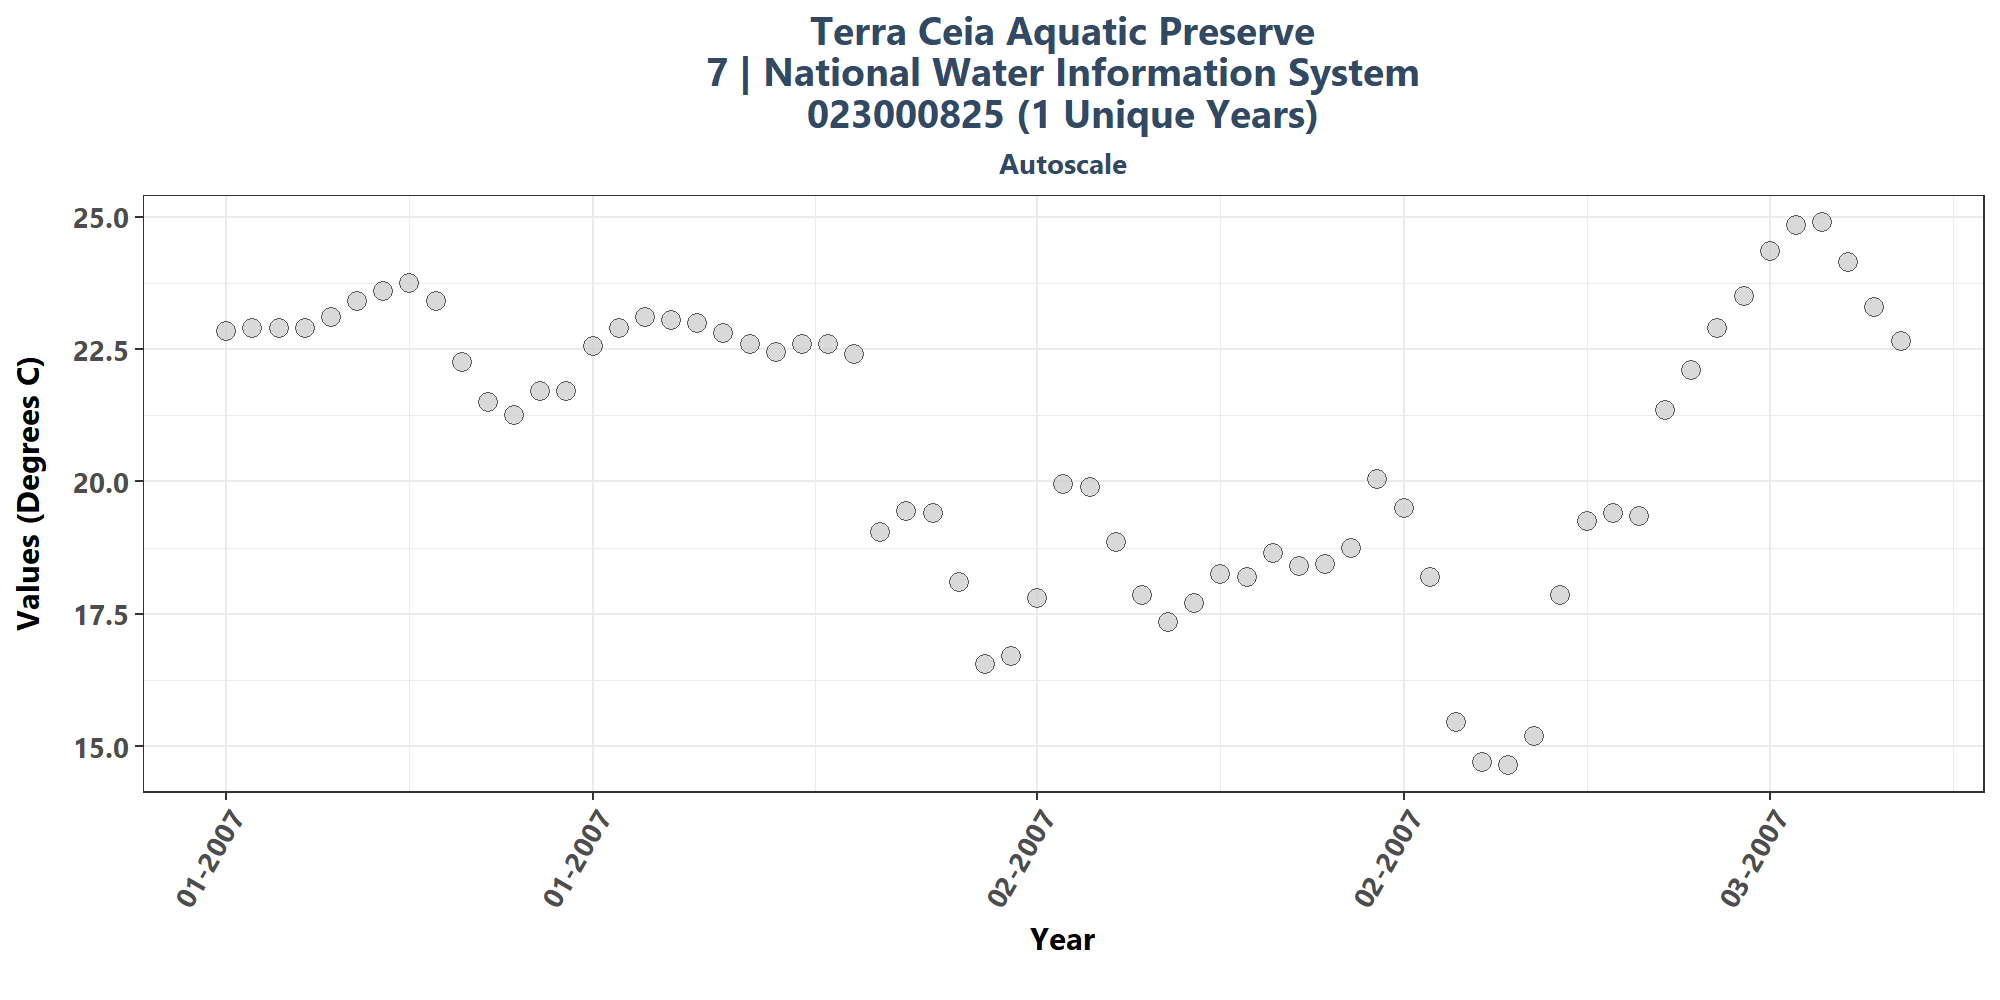 Terra Ceia Aquatic Preserve
7 | National Water Information System
023000825 (1 Unique Years)
Autoscale
Values (Degrees C)
25.0
22.5
20.0
17.5
15.0
01-2007
01-2007
02-2007
02-2007
03-2007
Year